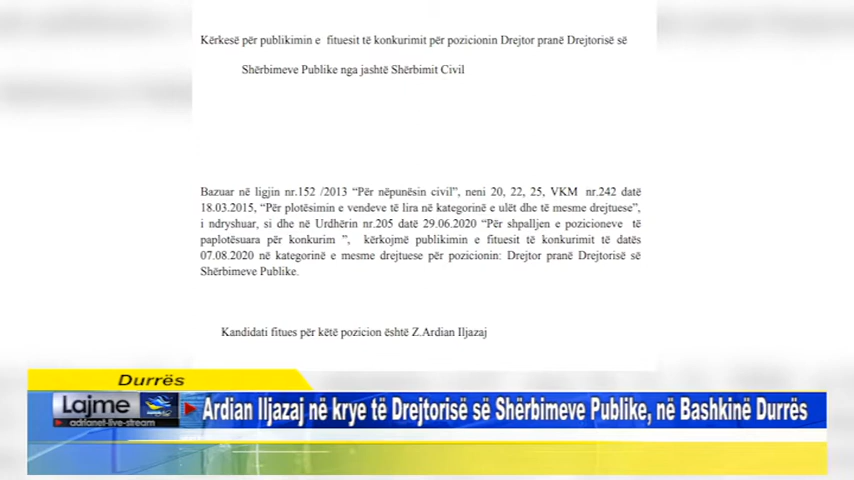 Kërkesë për publikimin e fituesit të konkurimit për pozicionin Drejtor pranë Drejtorisë së
Shërbimeve Publike nga jashtë Shërbimit Civil
Bazuar në ligjin nr.152 /2013 “Për nëpunësin civil”, neni 20, 22, 25, VKM nr.242 datë
18.03.2015, “Për plotësimin e vendeve të lira në kategorinë e ulët dhe të mesme drejtuese”,
i ndryshuar, si dhe në Urdhërin nr.205 datë 29.06.2020 “Për shpalljen e pozicioneve të
paplotësuara për konkurim ”, kërkojmë publikimin e fituesit të konkurimit të datës
07.08.2020 në kategorinë e mesme drejtuese për pozicionin: Drejtor pranë Drejtorisë së
Shërbimeve Publike.
Kandidati fitues për këtë pozicion është Z.Ardian Iljazaj
Durrës
Lajme
adrianet-live-stream
Ardian Iljazaj në krye të Drejtorisë së Shërbimeve Publike, në Bashkinë Durrës